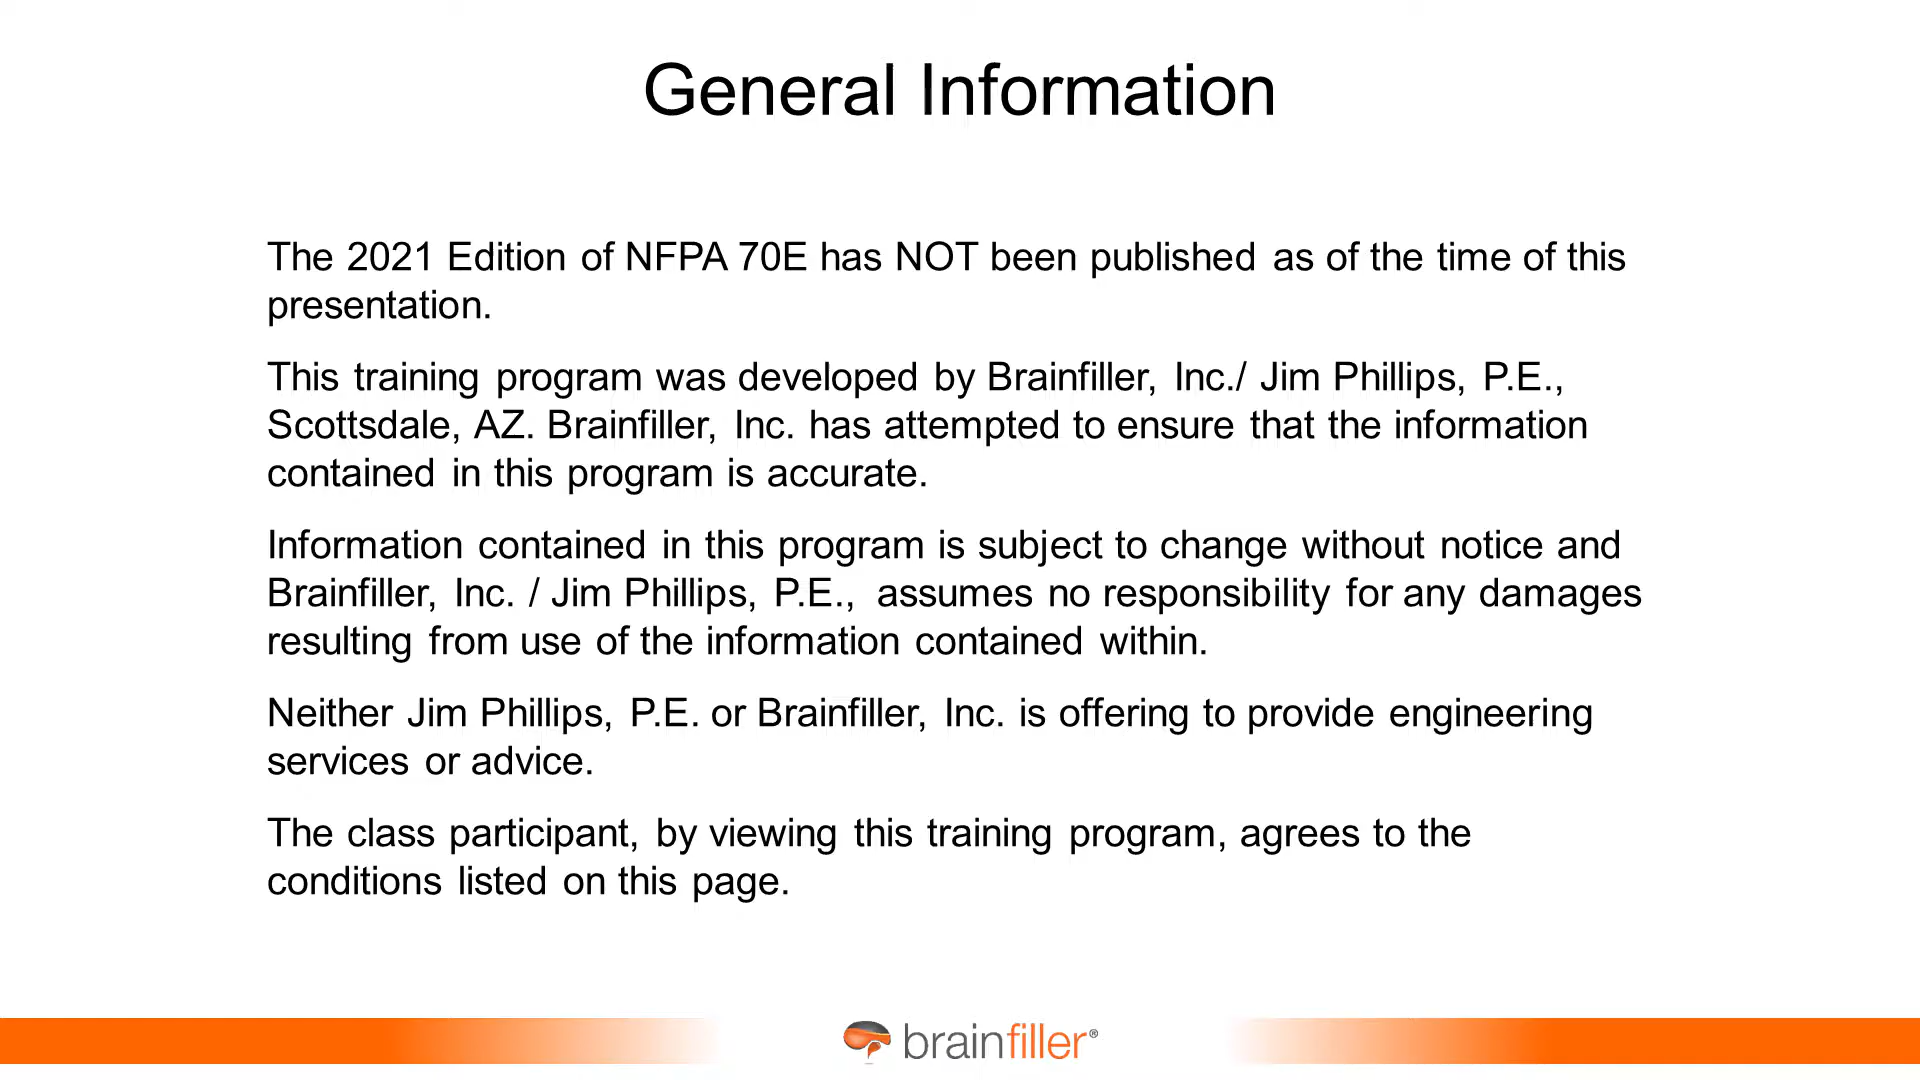 General Information
The 2021 Edition of NFPA 70E has NOT been published as of the time of this
presentation.
This training program was developed by Brainfiller, Inc./ Jim Phillips, P.E.,
Scottsdale, AZ. Brainfiller, Inc. has attempted to ensure that the information
contained in this program is accurate.
Information contained in this program is subject to change without notice and
Brainfiller, Inc. / Jim Phillips, P.E., assumes no responsibility for any damages
resulting from use of the information contained within.
Neither Jim Phillips, P.E. or Brainfiller, Inc. is offering to provide engineering
services or advice.
The class participant, by viewing this training program, agrees to the
conditions listed on this page.
brainfiller®